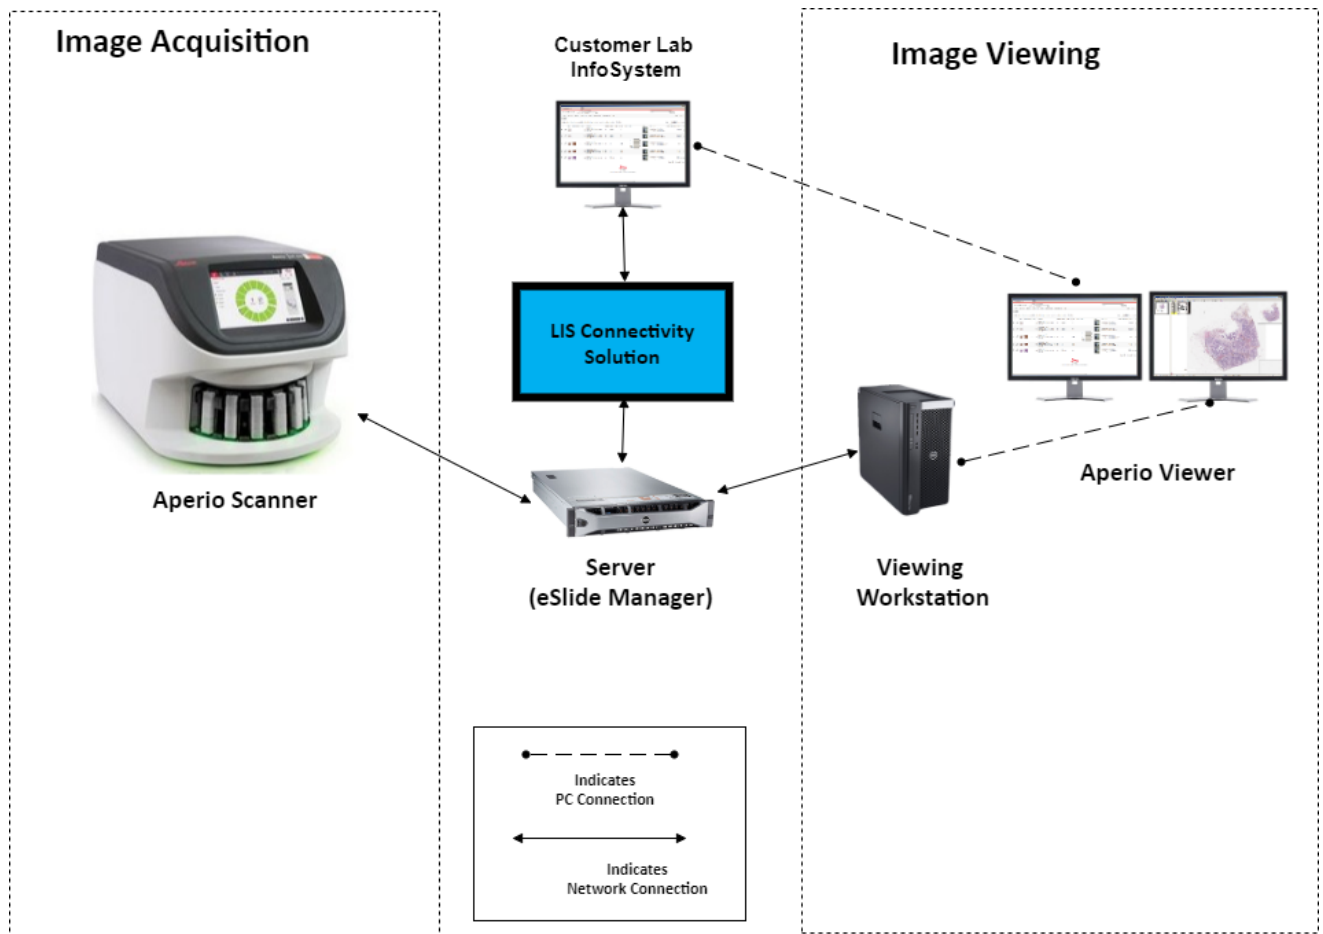 Image Acquisition
Customer Lab
InfoSystem
Image Viewing
LIS Connectivity
Solution
Aperio Scanner
Aperio Viewer
Server
(eSlide Manager)
Viewing
Workstation
Indicates
PC Connection
Indicates
Network Connection